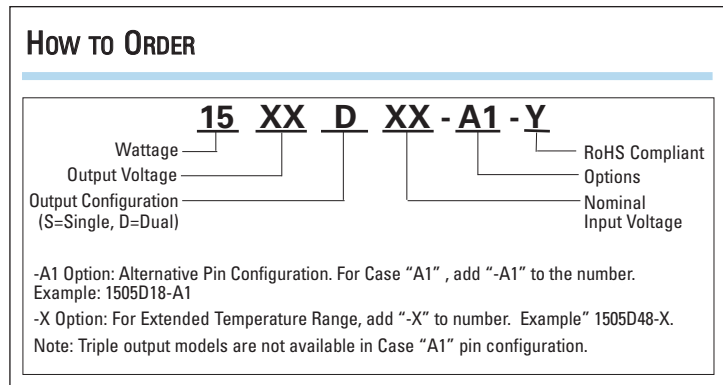 HOW TO ORDER
15 XX D XX - A1 - Y
Wattage
RoHS Compliant
Output Voltage
Options
Output Configuration
(S=Single, D=Dual)
Nominal
Input Voltage
-A1 Option: Alternative Pin Configuration. For Case “A1” , add “-A1” to the number.
Example: 1505D18-A1
-X Option: For Extended Temperature Range, add “-X” to number. Example” 1505D48-X.
Note: Triple output models are not available in Case “A1” pin configuration.